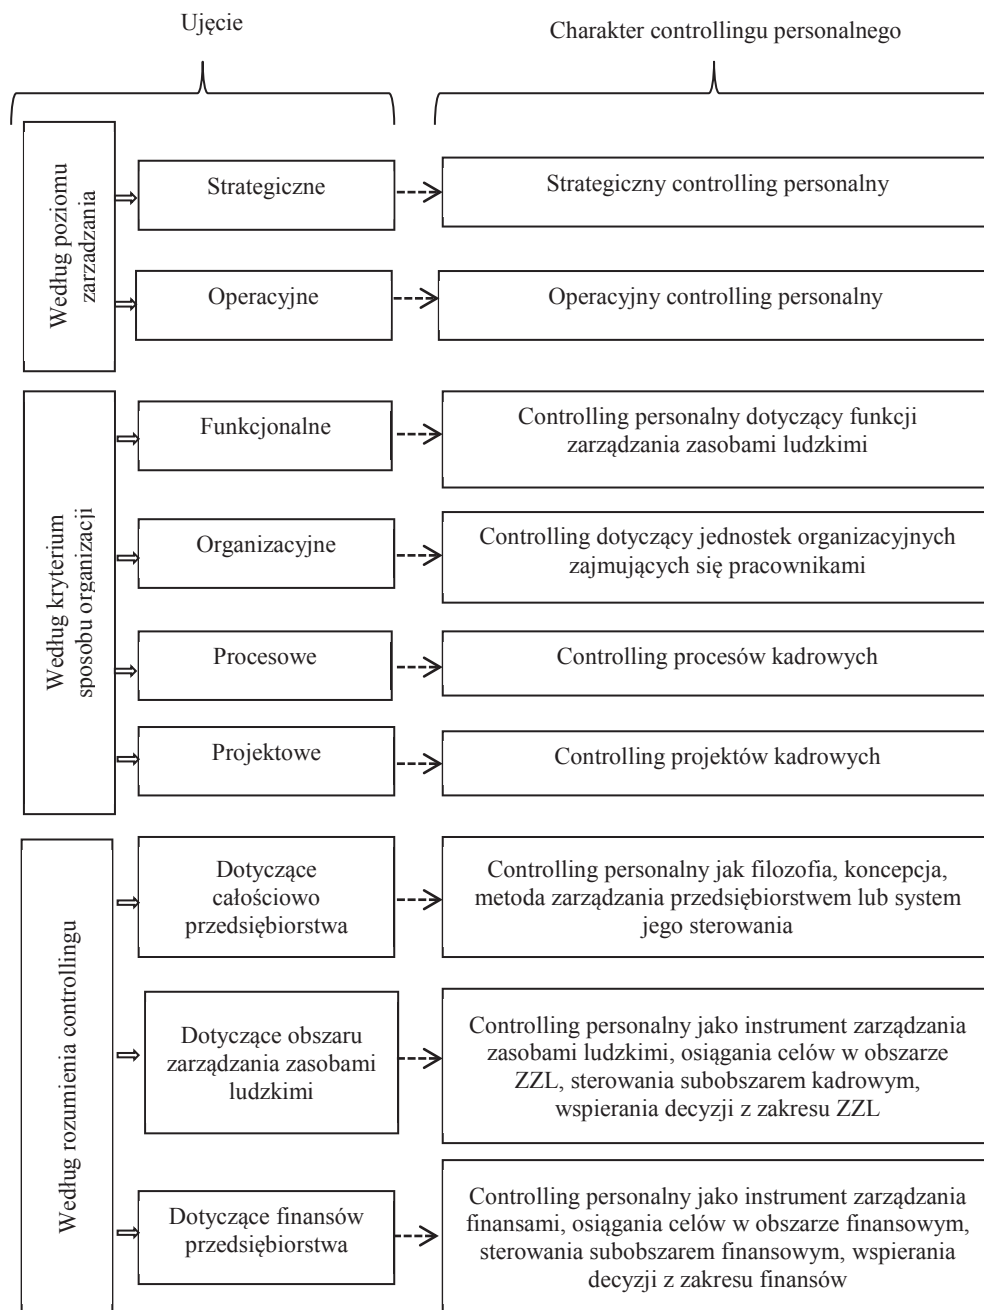 Ujęcie
Charakter controllingu personalnego
Według poziomu
zarzadzania
Strategiczne
Strategiczny controlling personalny
Operacyjne
Operacyjny controlling personalny
Według kryterium
sposobu organizacji
Funkcjonalne
Controlling personalny dotyczący funkcji
zarządzania zasobami ludzkimi
Organizacyjne
Controlling dotyczący jednostek organizacyjnych
zajmujących się pracownikami
Procesowe
Controlling procesów kadrowych
Projektowe
Controlling projektów kadrowych
Według rozumienia controllingu
Dotyczące
całościowo
przedsiębiorstwa
Controlling personalny jak filozofia, koncepcja,
metoda zarządzania przedsiębiorstwem lub system
jego sterowania
Dotyczące obszaru
zarządzania zasobami
ludzkimi
Controlling personalny jako instrument zarządzania
zasobami ludzkimi, osiągania celów w obszarze
ZZL, sterowania subobszarem kadrowym,
wspierania decyzji z zakresu ZZL
Dotyczące finansów
przedsiębiorstwa
Controlling personalny jako instrument zarządzania
finansami, osiągania celów w obszarze finansowym,
sterowania subobszarem finansowym, wspierania
decyzji z zakresu finansów